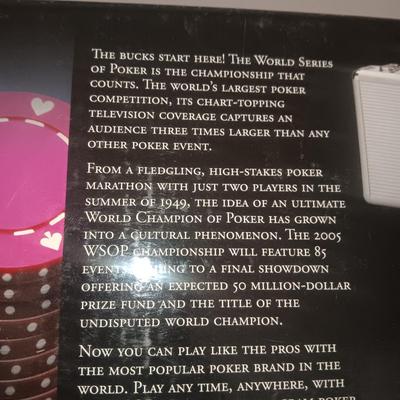 The bucks start here! The World Series
of Poker is the championship that
counts. The world's largest poker
competition, its chart-topping
television coverage captures an
audience three times larger than any
other poker event.
From a fledgling, high-stakes poker
marathon with just two players in the
summer of 1949, the idea of an ultimate
World Champion of Poker has grown
into a cultural phenomenon. The 2005
WSOP championship will feature 85
events, to a final showdown
offering an expected 50 million-dollar
prize fund and the title of the
undisputed world champion.
Now you can play like the pros with
the most popular poker brand in the
world. Play any time, anywhere, with
poker